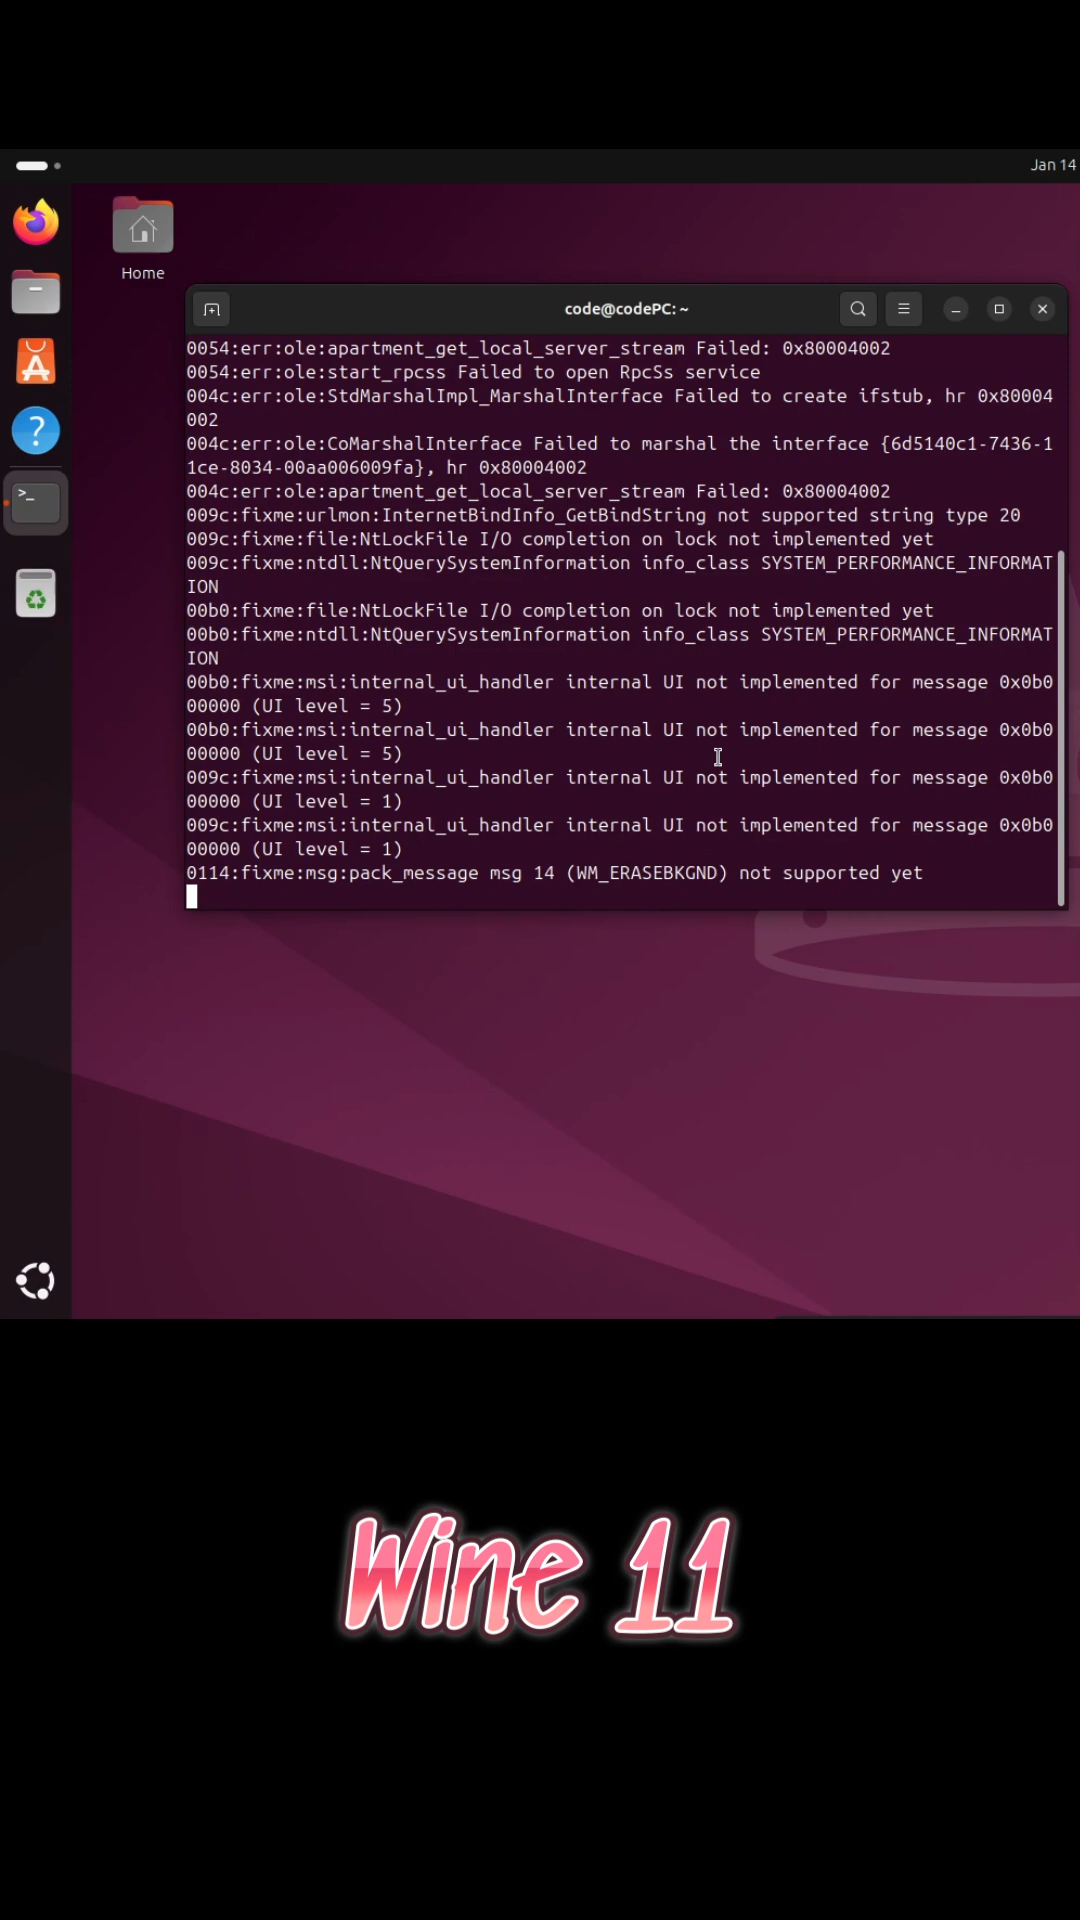 Jan 14
Home
code@codePC: ~
0054:err:ole:apartment_get_local_server_stream Failed: 0x80004002
0054:err:ole:start_rpcss Failed to open RpcSs service
004c:err:ole:StdMarshalImpl_MarshalInterface Failed to create ifstub, hr 0x80004
002
004c:err:ole:CoMarshalInterface Failed to marshal the interface {6d5140c1-7436-1
1ce-8034-00aa006009fa}, hr 0x80004002
004c:err:ole:apartment_get_local_server_stream Failed: 0x80004002
009c:fixme:urlmon:InternetBindInfo_GetBindString not supported string type 20
009c:fixme:file:NtLockFile I/O completion on lock not implemented yet
009c:fixme:ntdll:NtQuerySystemInformation info_class SYSTEM_PERFORMANCE_INFORMAT
ION
00b0:fixme:file:NtLockFile I/O completion on lock not implemented yet
00b0:fixme:ntdll:NtQuerySystemInformation info_class SYSTEM_PERFORMANCE_INFORMAT
ION
00b0:fixme:msi:internal_ui_handler internal UI not implemented for message 0x0b0
00000 (UI level = 5)
00b0:fixme:msi:internal_ui_handler internal UI not implemented for message 0x0b0
00000 (UI level = 5)
009c:fixme:msi:internal_ui_handler internal UI not implemented for message 0x0b0
00000 (UI level = 1)
009c:fixme:msi:internal_ui_handler internal UI not implemented for message 0x0b0
00000 (UI level = 1)
0114:fixme:msg:pack_message msg 14 (WM_ERASEBKGND) not supported yet
Wine 11